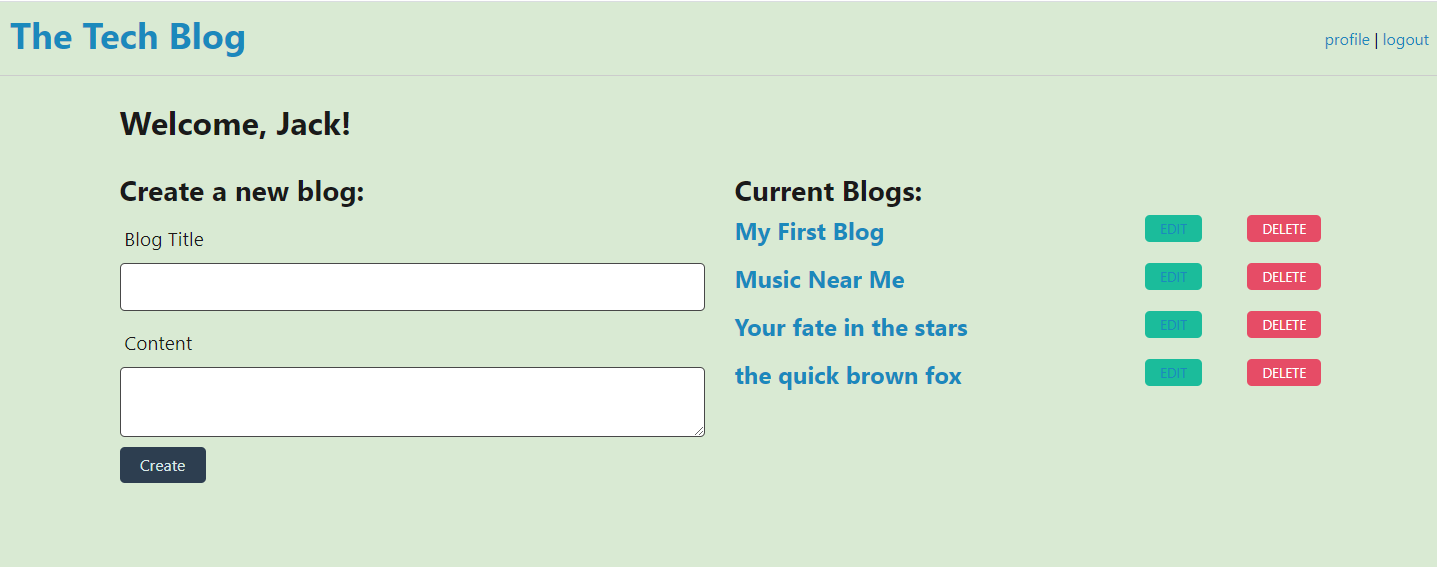 The Tech Blog
profile | logout
Welcome, Jack!
Create a new blog:
Blog Title
Content
Create
Current Blogs:
My First Blog EDIT DELETE
Music Near Me EDIT DELETE
Your fate in the stars EDIT DELETE
the quick brown fox EDIT DELETE